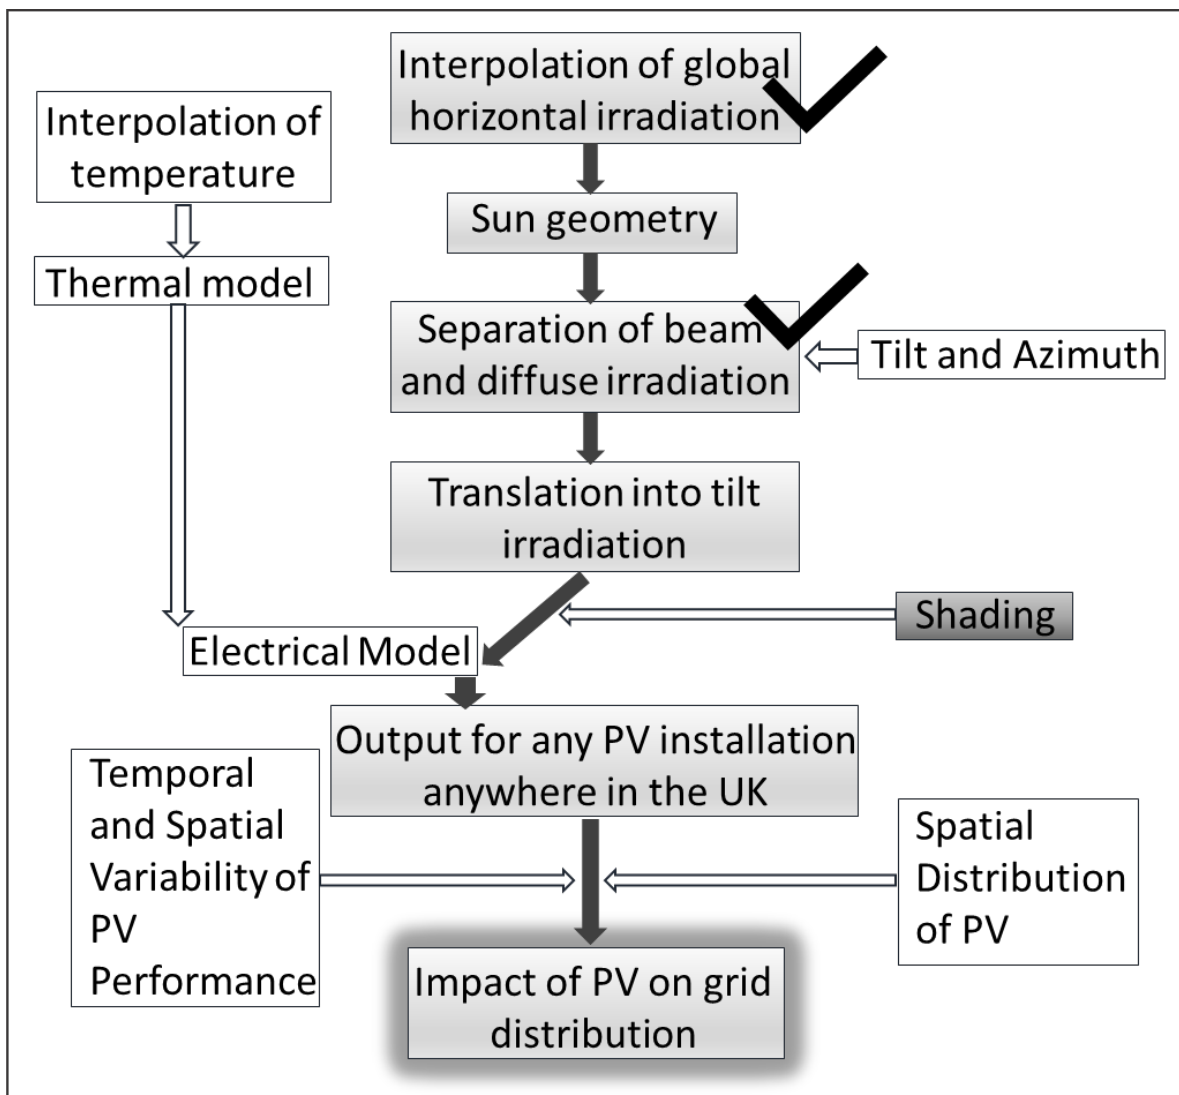 Interpolation of global
horizontal irradiation
Interpolation of
temperature
Sun geometry
Thermal model
Separation of beam
and diffuse irradiation
Tilt and Azimuth
Translation into tilt
irradiation
Shading
Electrical Model
Output for any PV installation
anywhere in the UK
Temporal
and Spatial
Variability of
PV
Performance
Spatial
Distribution
of PV
Impact of PV on grid
distribution